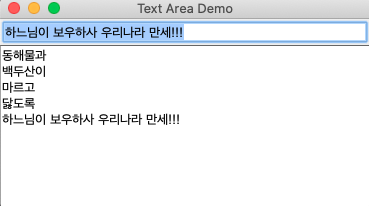 Text Area Demo
하느님이 보우하사 우리나라 만세!!!
동해물과
백두산이
마르고
닳도록
하느님이 보우하사 우리나라 만세!!!